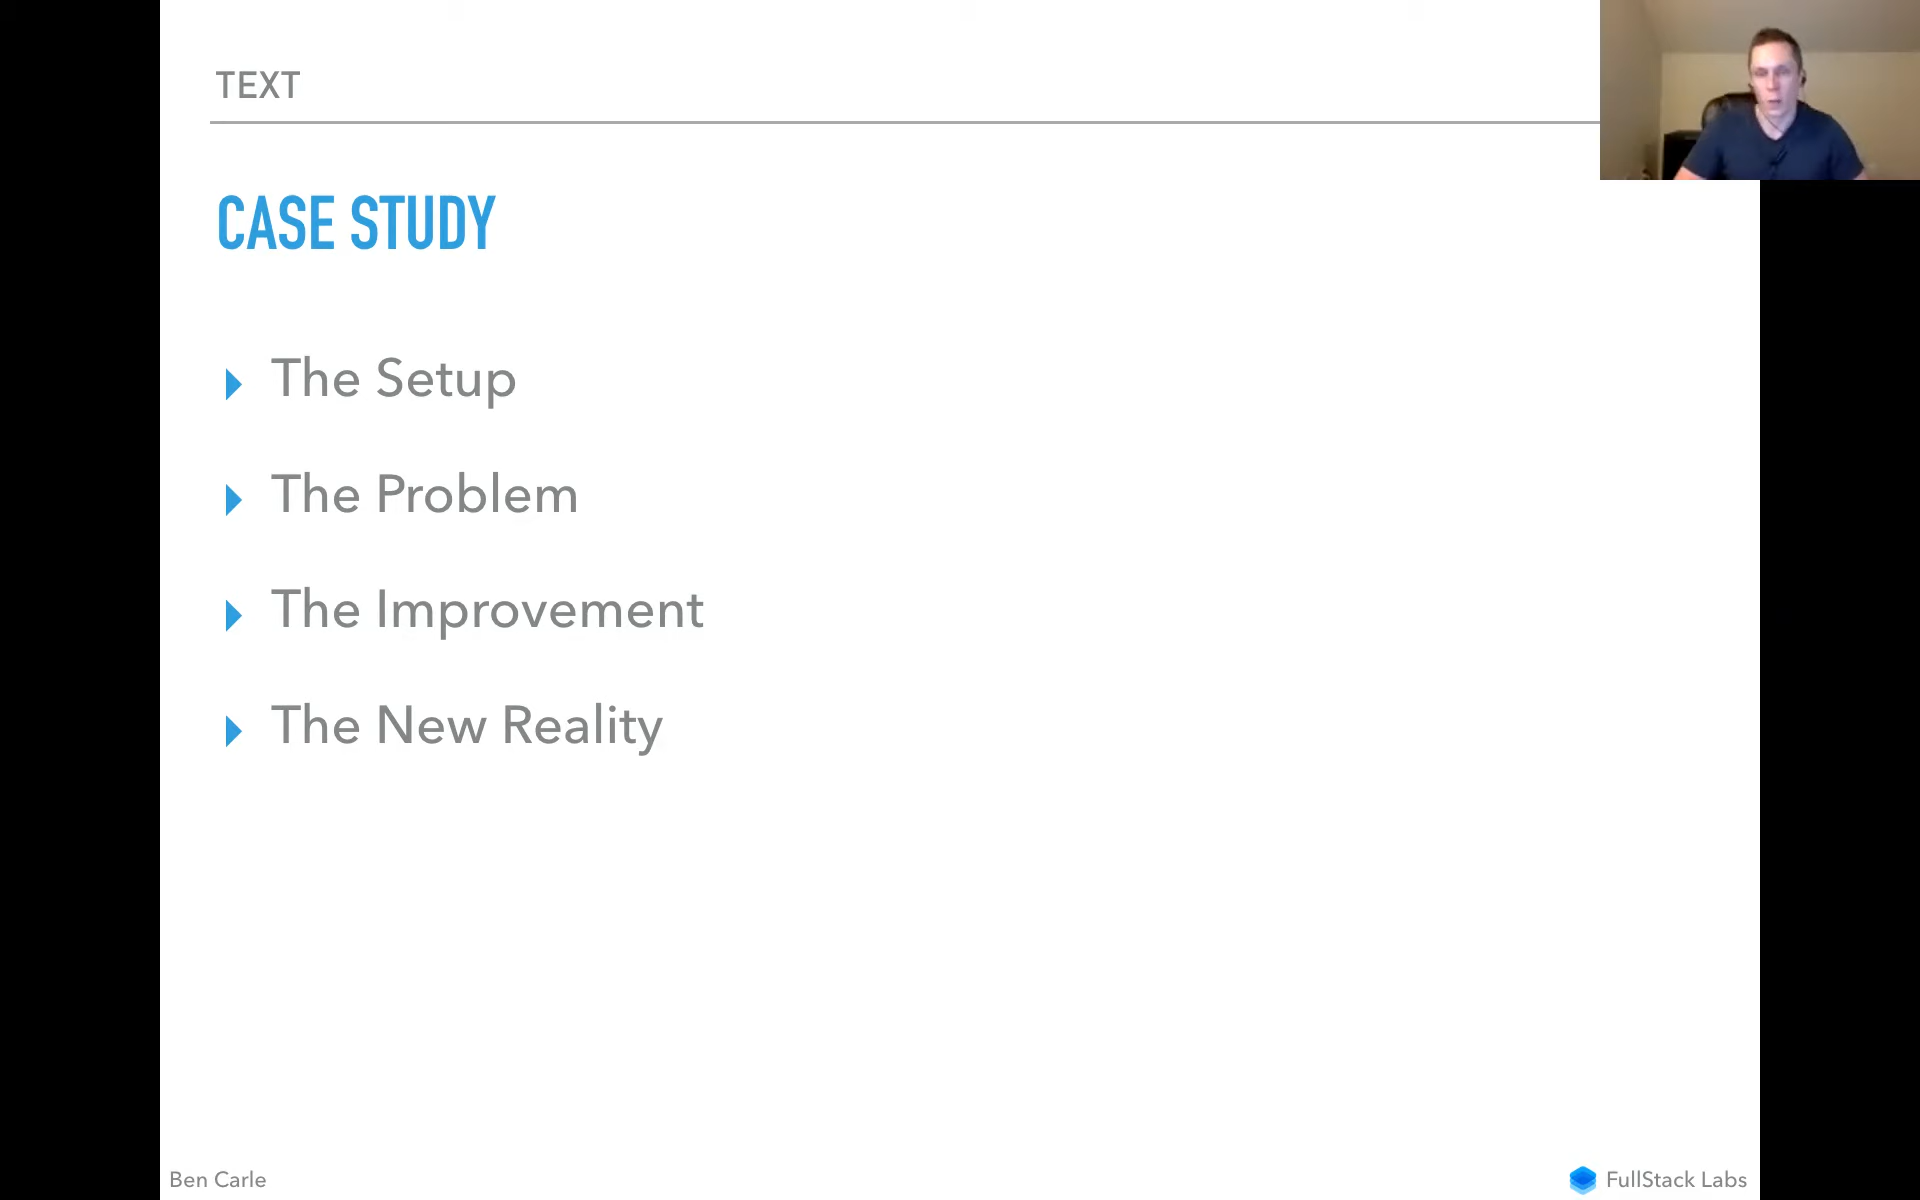 TEXT
CASE STUDY
The Setup
The Problem
The Improvement
The New Reality
Ben Carle
FullStack Labs